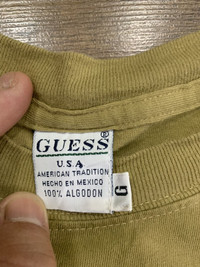 GUESS®
U.S.A
AMERICAN TRADITION
HECHO EN MEXICO
100% ALGODON
G